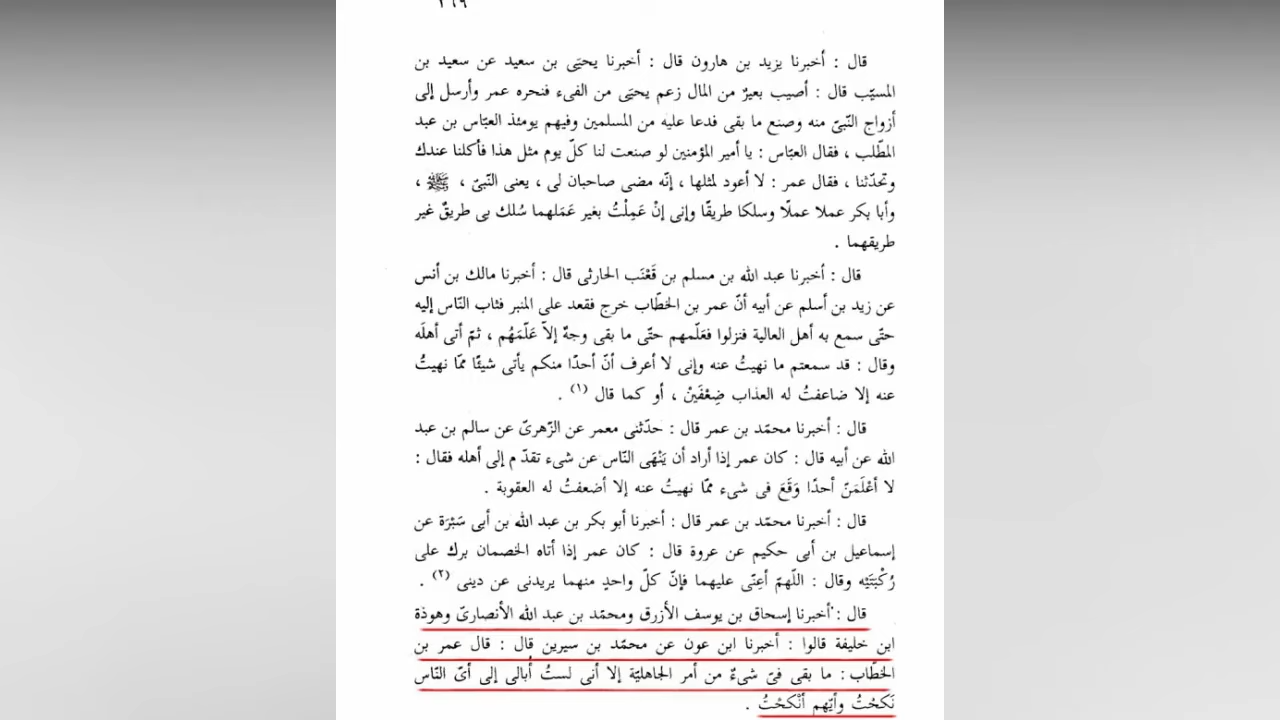 ٢٦٩
قال : أخبرنا يزيد بن هارون قال : أخبرنا يحيَى بن سعيد عن سعيد بن
المسيّب قال : أصيب بعيرٌ من المال زعم يحيَى من الفىء فنحره عمر وأرسل إلى
أزواج النّبىّ منه وصنع ما بقى فدعا عليه من المسلمين وفيهم يومئذ العبّاس بن عبد
المطّلب ، فقال العبّاس : يا أمير المؤمنين لو صنعت لنا كلّ يوم مثل هذا فأكلنا عندك
وتحدّثنا ، فقال عمر : لا أعود لمثلها ، إنّه مضى صاحبان لى ، يعنى النّبىّ ، ﷺ ،
وأبا بكر عملا عملًا وسلكا طريقًا وإنى إنْ عَمِلْتُ بغير عَمَلهما سُلك بى طريقٌ غير
طريقهما .
قال : أخبرنا عبد الله بن مسلم بن قَعْنَب الحارثى قال : أخبرنا مالك بن أنس
عن زيد بن أسلم عن أبيه أنّ عمر بن الخطّاب خرج فقعد على المنبر فثاب النّاس إليه
حتّى سمع به أهل العالية فنزلوا فعَلّمهم حتّى ما بقى وجهٌ إلاّ عَلّمَهُم ، ثمّ أتى أهلَه
وقال : قد سمعتم ما نهيتُ عنه وإنى لا أعرف أنّ أحدًا منكم يأتى شيئًا ممّا نهيتُ
عنه إلا ضاعفتُ له العذاب ضِعْفَيْنْ ، أو كما قال (١) .
قال : أخبرنا محمّد بن عمر قال : حدّثنى معمر عن الزّهرىّ عن سالم بن عبد
الله عن أبيه قال : كان عمر إذا أراد أن يَنْهَى النّاس عن شىء تقدّم إلى أهله فقال :
لا أعْلَمَنّ أحدًا وَقَعَ فى شىء ممّا نهيتُ عنه إلا أضعفتُ له العقوبة .
قال : أخبرنا محمّد بن عمر قال : أخبرنا أبو بكر بن عبد الله بن أبى سَبْرَة عن
إسماعيل بن أبى حكيم عن عروة قال : كان عمر إذا أتاه الخصمان برك على
رُكْبَتَيْه وقال : اللّهمّ أعِنّى عليهما فإنّ كلّ واحدٍ منهما يريدنى عن دينى (٢) .
قال : أخبرنا إسحاق بن يوسف الأزرق ومحمّد بن عبد الله الأنصارىّ وهوذة
ابن خليفة قالوا : أخبرنا ابن عون عن محمّد بن سيرين قال : قال عمر بن
الخطّاب : ما بقى فىّ شىءٌ من أمر الجاهليّة إلا أنى لستُ أُبالى إلى أىّ النّاس
نَكحْتُ وأيّهم أنْكحْتُ .